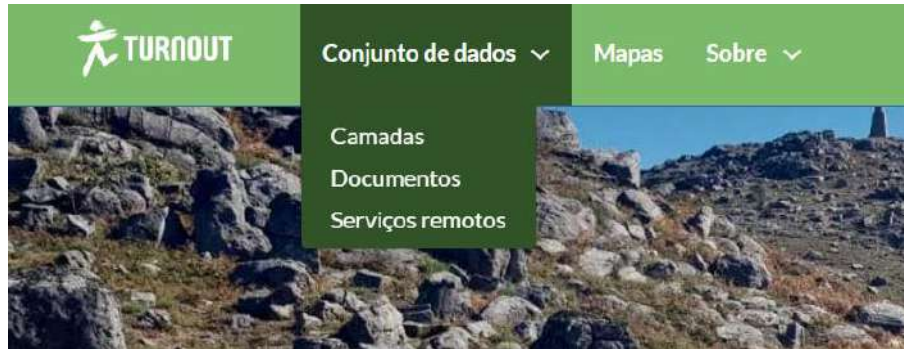 TURNOUT
Conjunto de dados Mapas Sobre
Camadas
Documentos
Serviços remotos